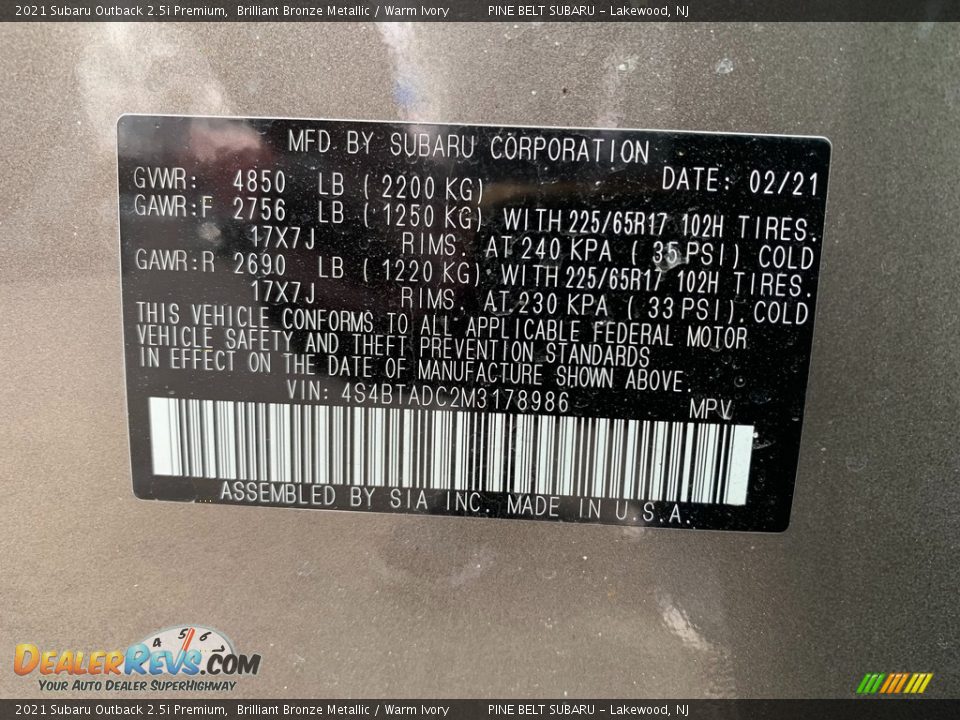 2021 Subaru Outback 2.5i Premium, Brilliant Bronze Metallic / Warm Ivory PINE BELT SUBARU - Lakewood, NJ
MFD BY SUBARU CORPORATION
GVWR: 4850 LB (2200 KG) DATE: 02/21
GAWR:F 2756 LB (1250 KG) WITH 225/65R17 102H TIRES.
17X7J RIMS. AT 240 KPA (35 PSI) COLD
GAWR:R 2690 LB (1220 KG) WITH 225/65R17 102H TIRES.
17X7J RIMS. AT 230 KPA (33 PSI).COLD
THIS VEHICLE CONFORMS TO ALL APPLICABLE FEDERAL MOTOR
VEHICLE SAFETY AND THEFT PREVENTION STANDARDS
IN EFFECT ON THE DATE OF MANUFACTURE SHOWN ABOVE.
VIN: 4S4BTADC2M3178986 MPV
ASSEMBLED BY SIA INC. MADE IN U.S.A.
4 5 6
DEALERREVS.COM
YOUR AUTO DEALER SUPERHIGHWAY
2021 Subaru Outback 2.5i Premium, Brilliant Bronze Metallic / Warm Ivory PINE BELT SUBARU - Lakewood, NJ